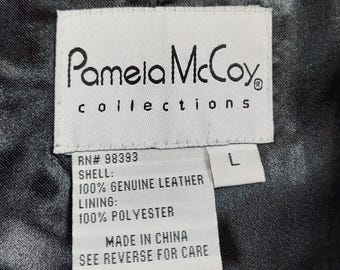 Pamela McCoy®
collections
RN# 98393
SHELL:
100% GENUINE LEATHER
LINING:
100% POLYESTER
MADE IN CHINA
SEE REVERSE FOR CARE
L